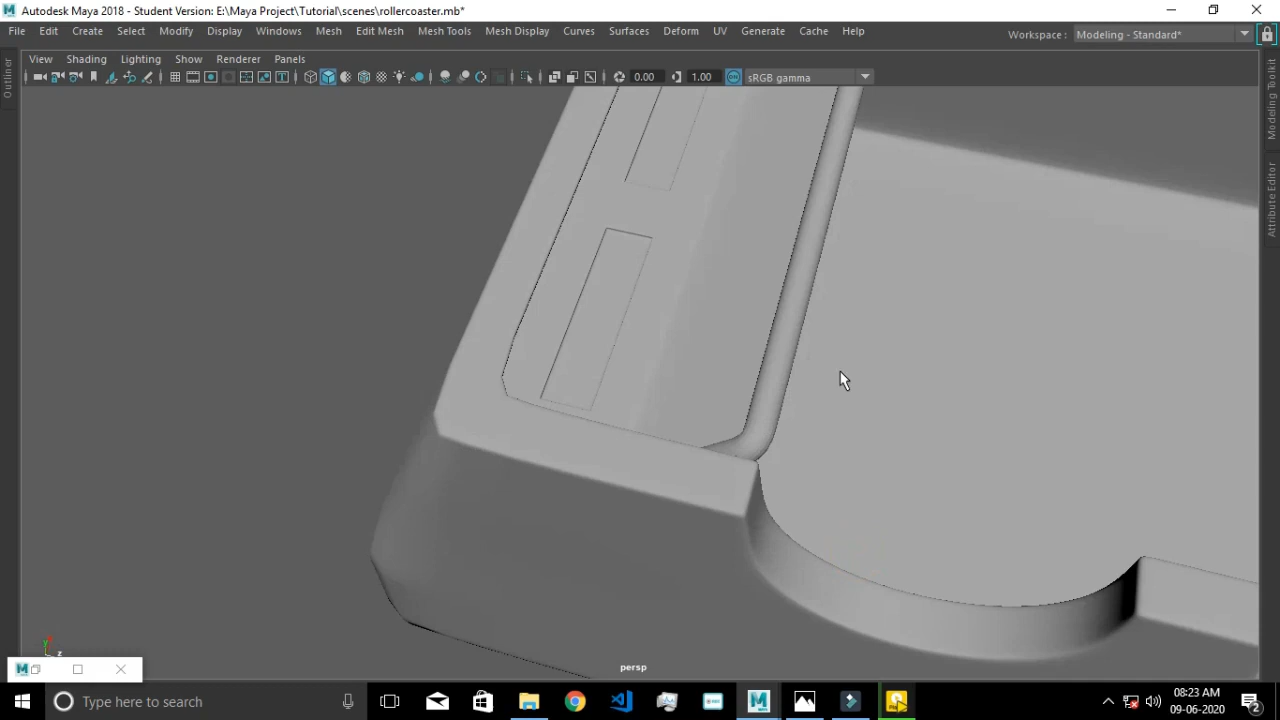 Autodesk Maya 2018 - Student Version: E:\Maya Project\Tutorial\scenes\rollercoaster.mb*
File Edit Create Select Modify Display Windows Mesh Edit Mesh Mesh Tools Mesh Display Curves Surfaces Deform UV Generate Cache Help Workspace : Modeling - Standard*
View Shading Lighting Show Renderer Panels
0.00 1.00 ON sRGB gamma
Outliner
Modeling Toolkit
Attribute Editor
y
z
persp
Type here to search
08:23 AM
09-06-2020
2